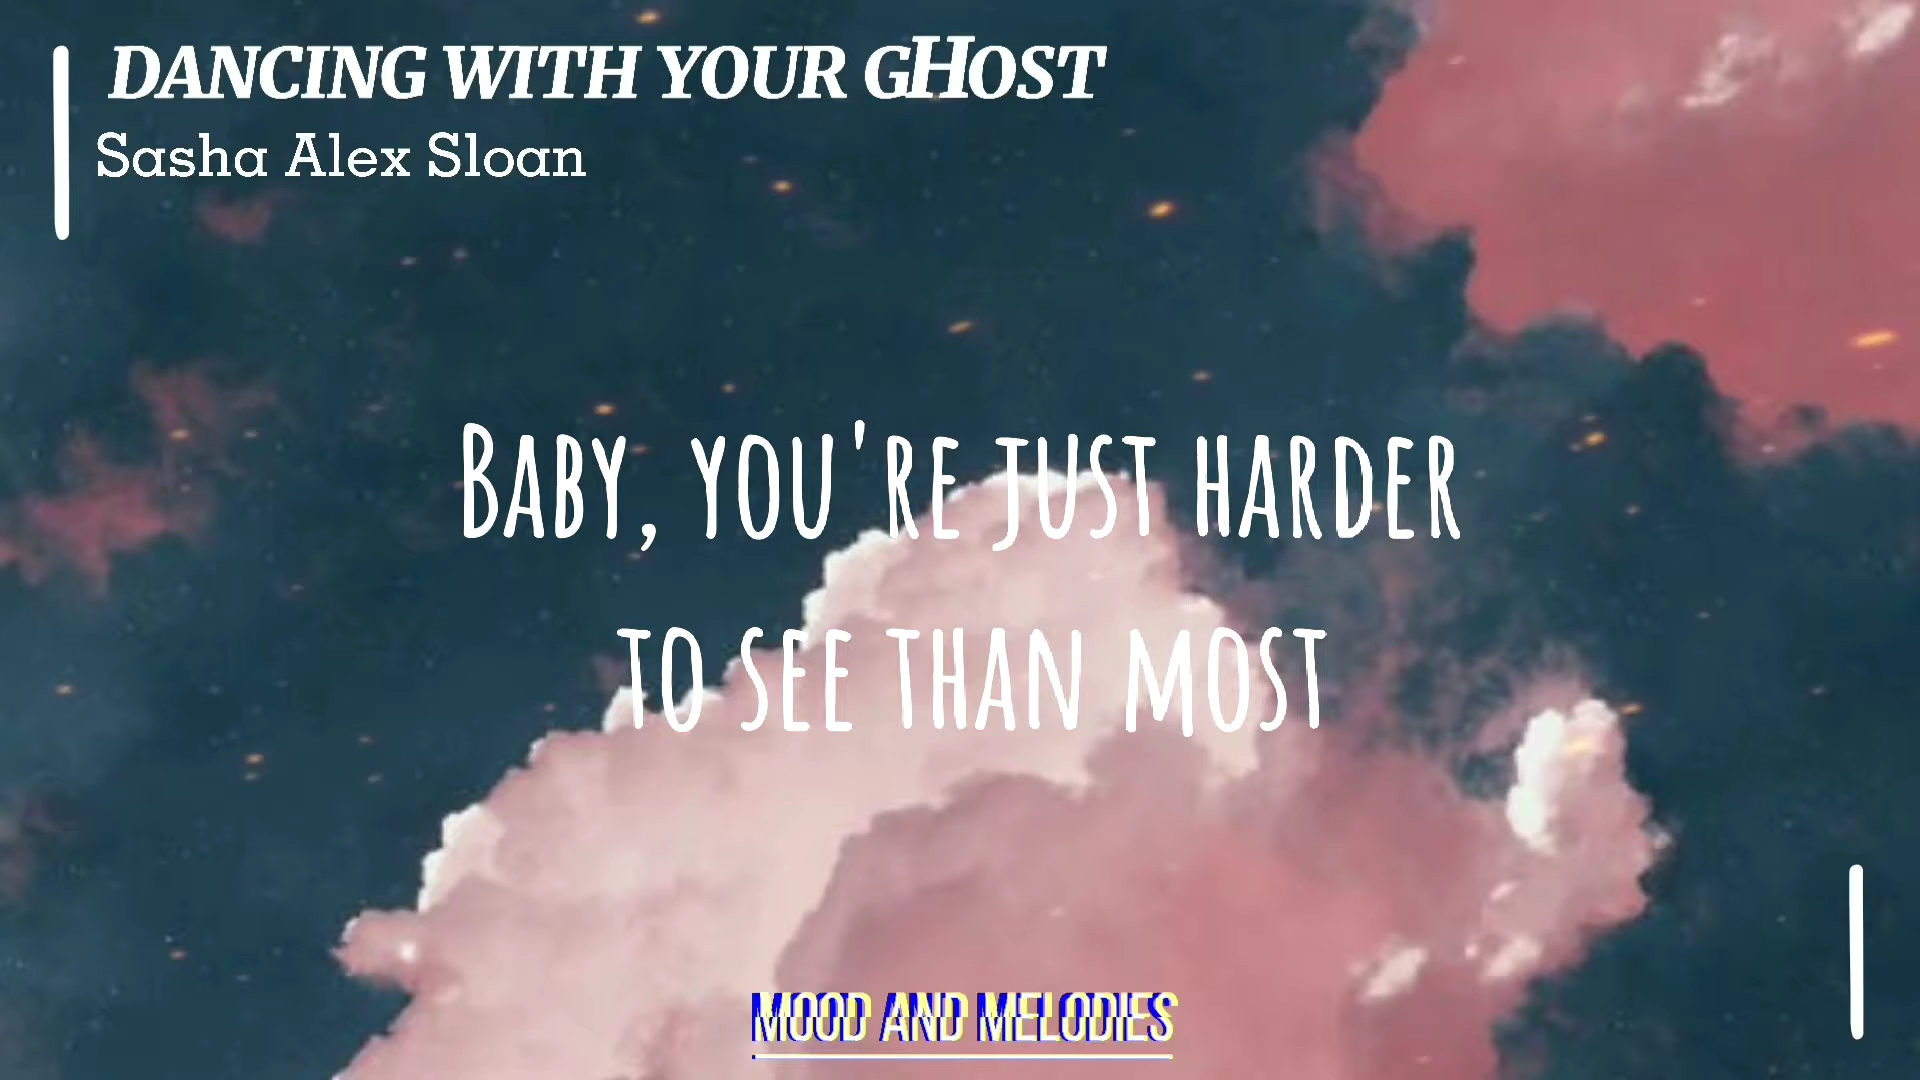 DANCING WITH YOUR GHOST
Sasha Alex Sloan
BABY, YOU'RE JUST HARDER
TO SEE THAN MOST
MOOD AND MELODIES